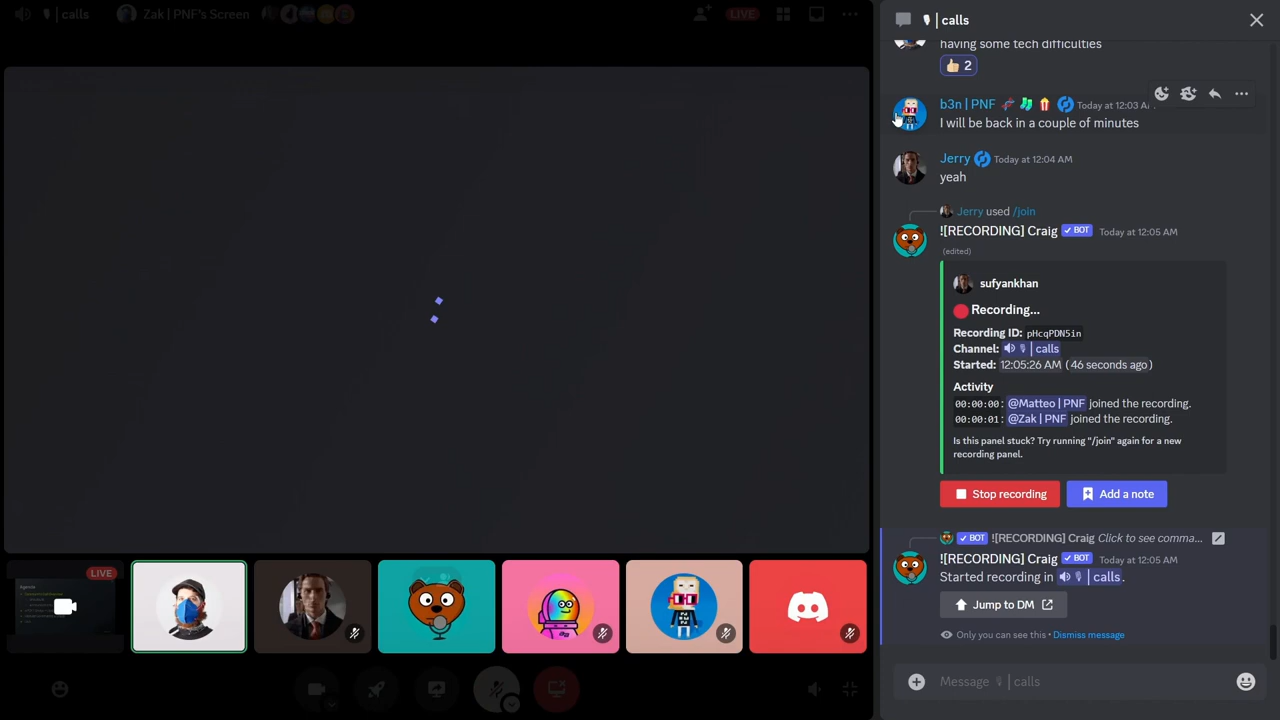 | calls
Zak | PNF's Screen
LIVE
| calls
having some tech difficulties
2
b3n | PNF
Today at 12:03 A
I will be back in a couple of minutes
Jerry Today at 12:04 AM
yeah
Jerry used /join
![RECORDING] Craig BOT Today at 12:05 AM
(edited)
sufyankhan
Recording...
Recording ID: pHcqPDN5in
Channel: | calls
Started: 12:05:26 AM (46 seconds ago)
Activity
00:00:00: @Matteo | PNF joined the recording.
00:00:01: @Zak | PNF joined the recording.
Is this panel stuck? Try running "/join" again for a new
recording panel.
Stop recording
Add a note
BOT ![RECORDING] Craig Click to see comma...
![RECORDING] Craig BOT Today at 12:05 AM
Started recording in | calls.
Jump to DM
Only you can see this • Dismiss message
LIVE
Message | calls